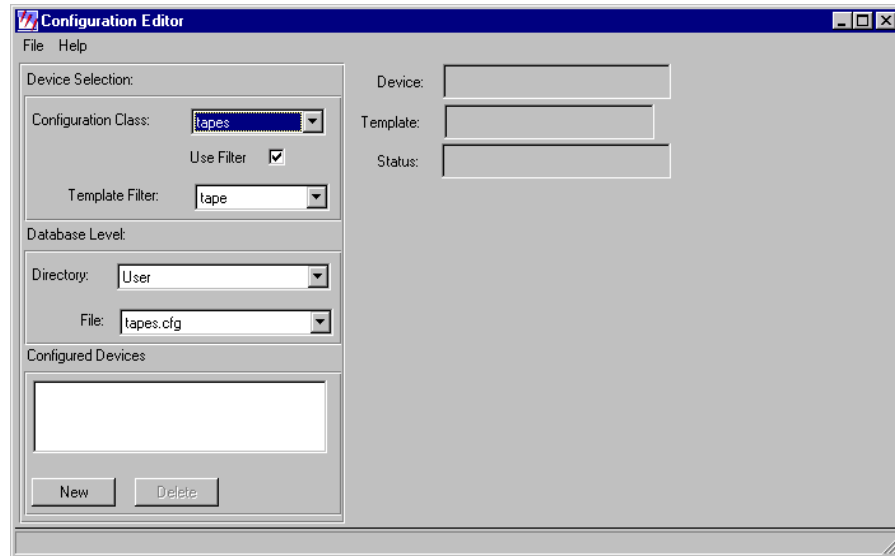 Configuration Editor
File Help
Device Selection:
Configuration Class: tapes
Use Filter
Template Filter: tape
Database Level:
Directory: User
File: tapes.cfg
Configured Devices
New Delete
Device:
Template:
Status: